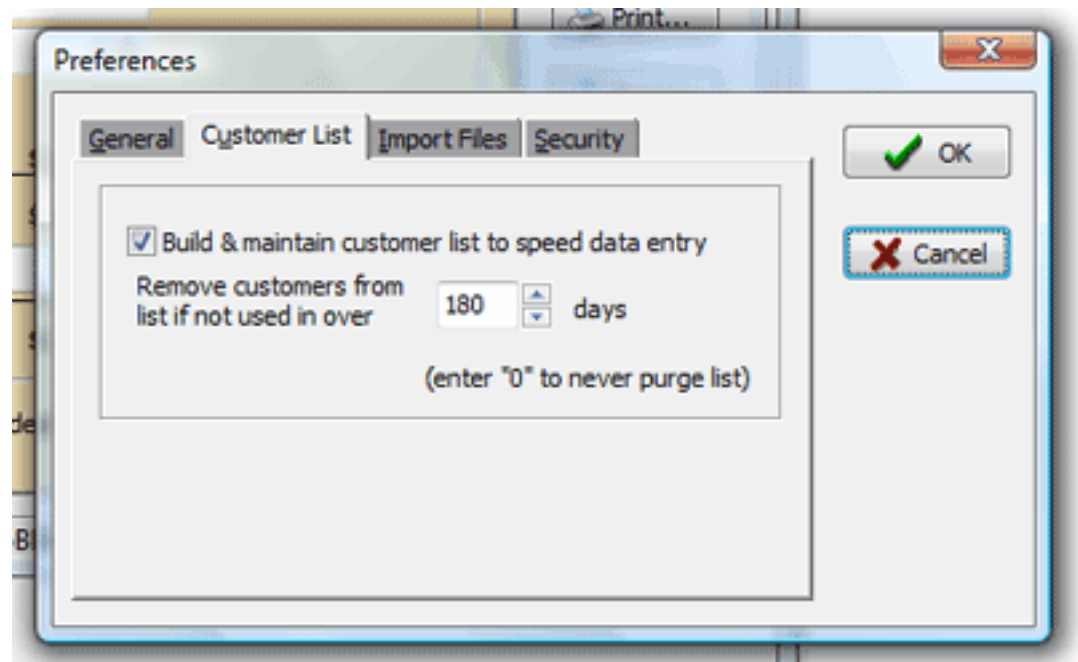 Print...
Preferences
General Customer List Import Files Security
OK
Build & maintain customer list to speed data entry
Cancel
Remove customers from
list if not used in over 180 days
(enter "0" to never purge list)